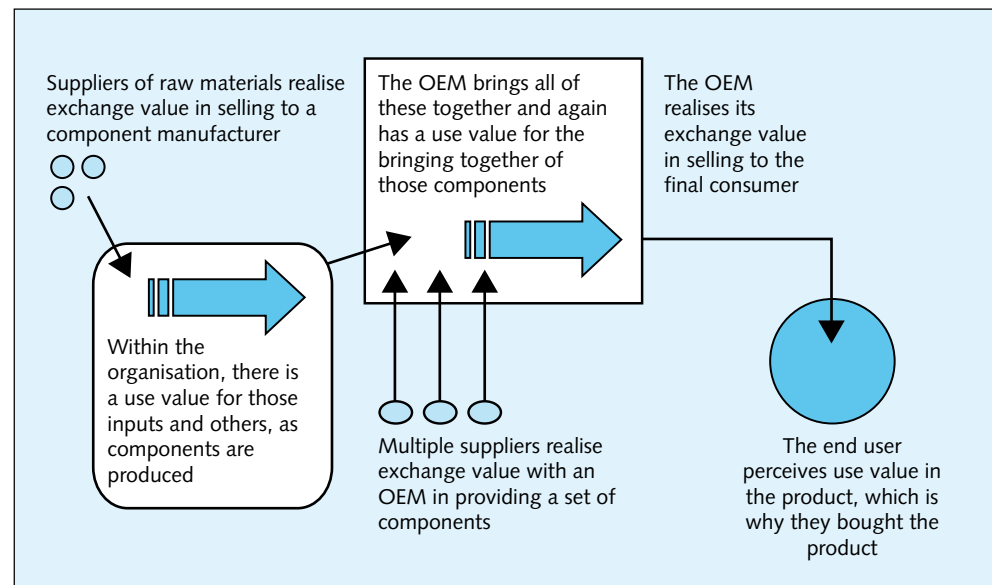 Suppliers of raw materials realise
exchange value in selling to a
component manufacturer
The OEM brings all of
these together and again
has a use value for the
bringing together of
those components
The OEM
realises its
exchange value
in selling to the
final consumer
Within the
organisation, there is
a use value for those
inputs and others, as
components are
produced
Multiple suppliers realise
exchange value with an
OEM in providing a set of
components
The end user
perceives use value in
the product, which is
why they bought the
product